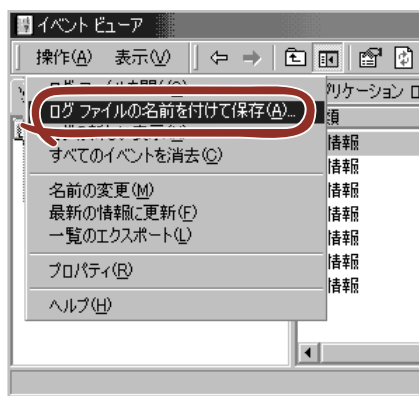 イベント ビューア
操作(A) 表示(V)
プリケーション ロ
ログ ファイルの名前を付けて保存(A)...
すべてのイベントを消去(C)
情報
情報
名前の変更(M)
情報
最新の情報に更新(F)
情報
一覧のエクスポート(L)
情報
プロパティ(R)
情報
情報
ヘルプ(H)